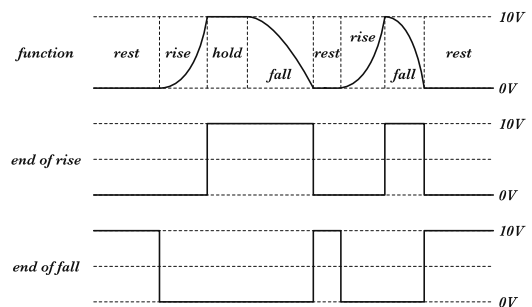 10V
function rest rise hold fall rest rise fall rest
0V
10V
end of rise
0V
10V
end of fall
0V